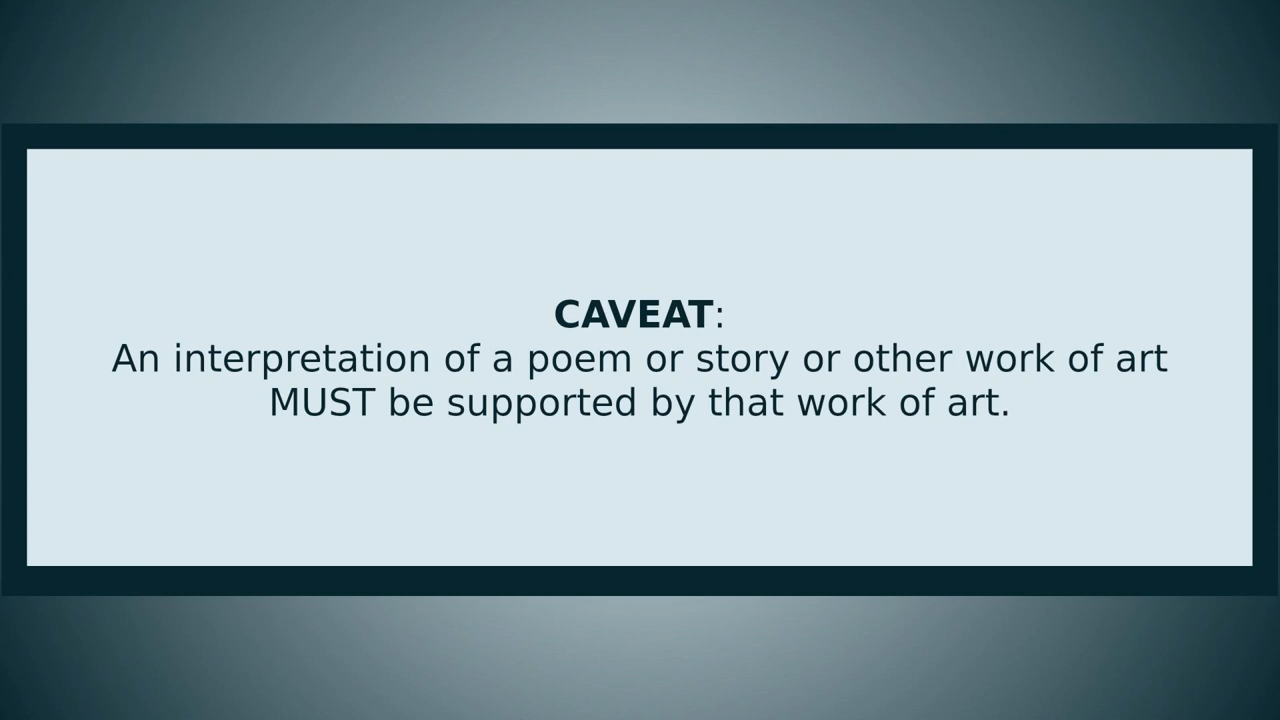 CAVEAT:
An interpretation of a poem or story or other work of art
MUST be supported by that work of art.